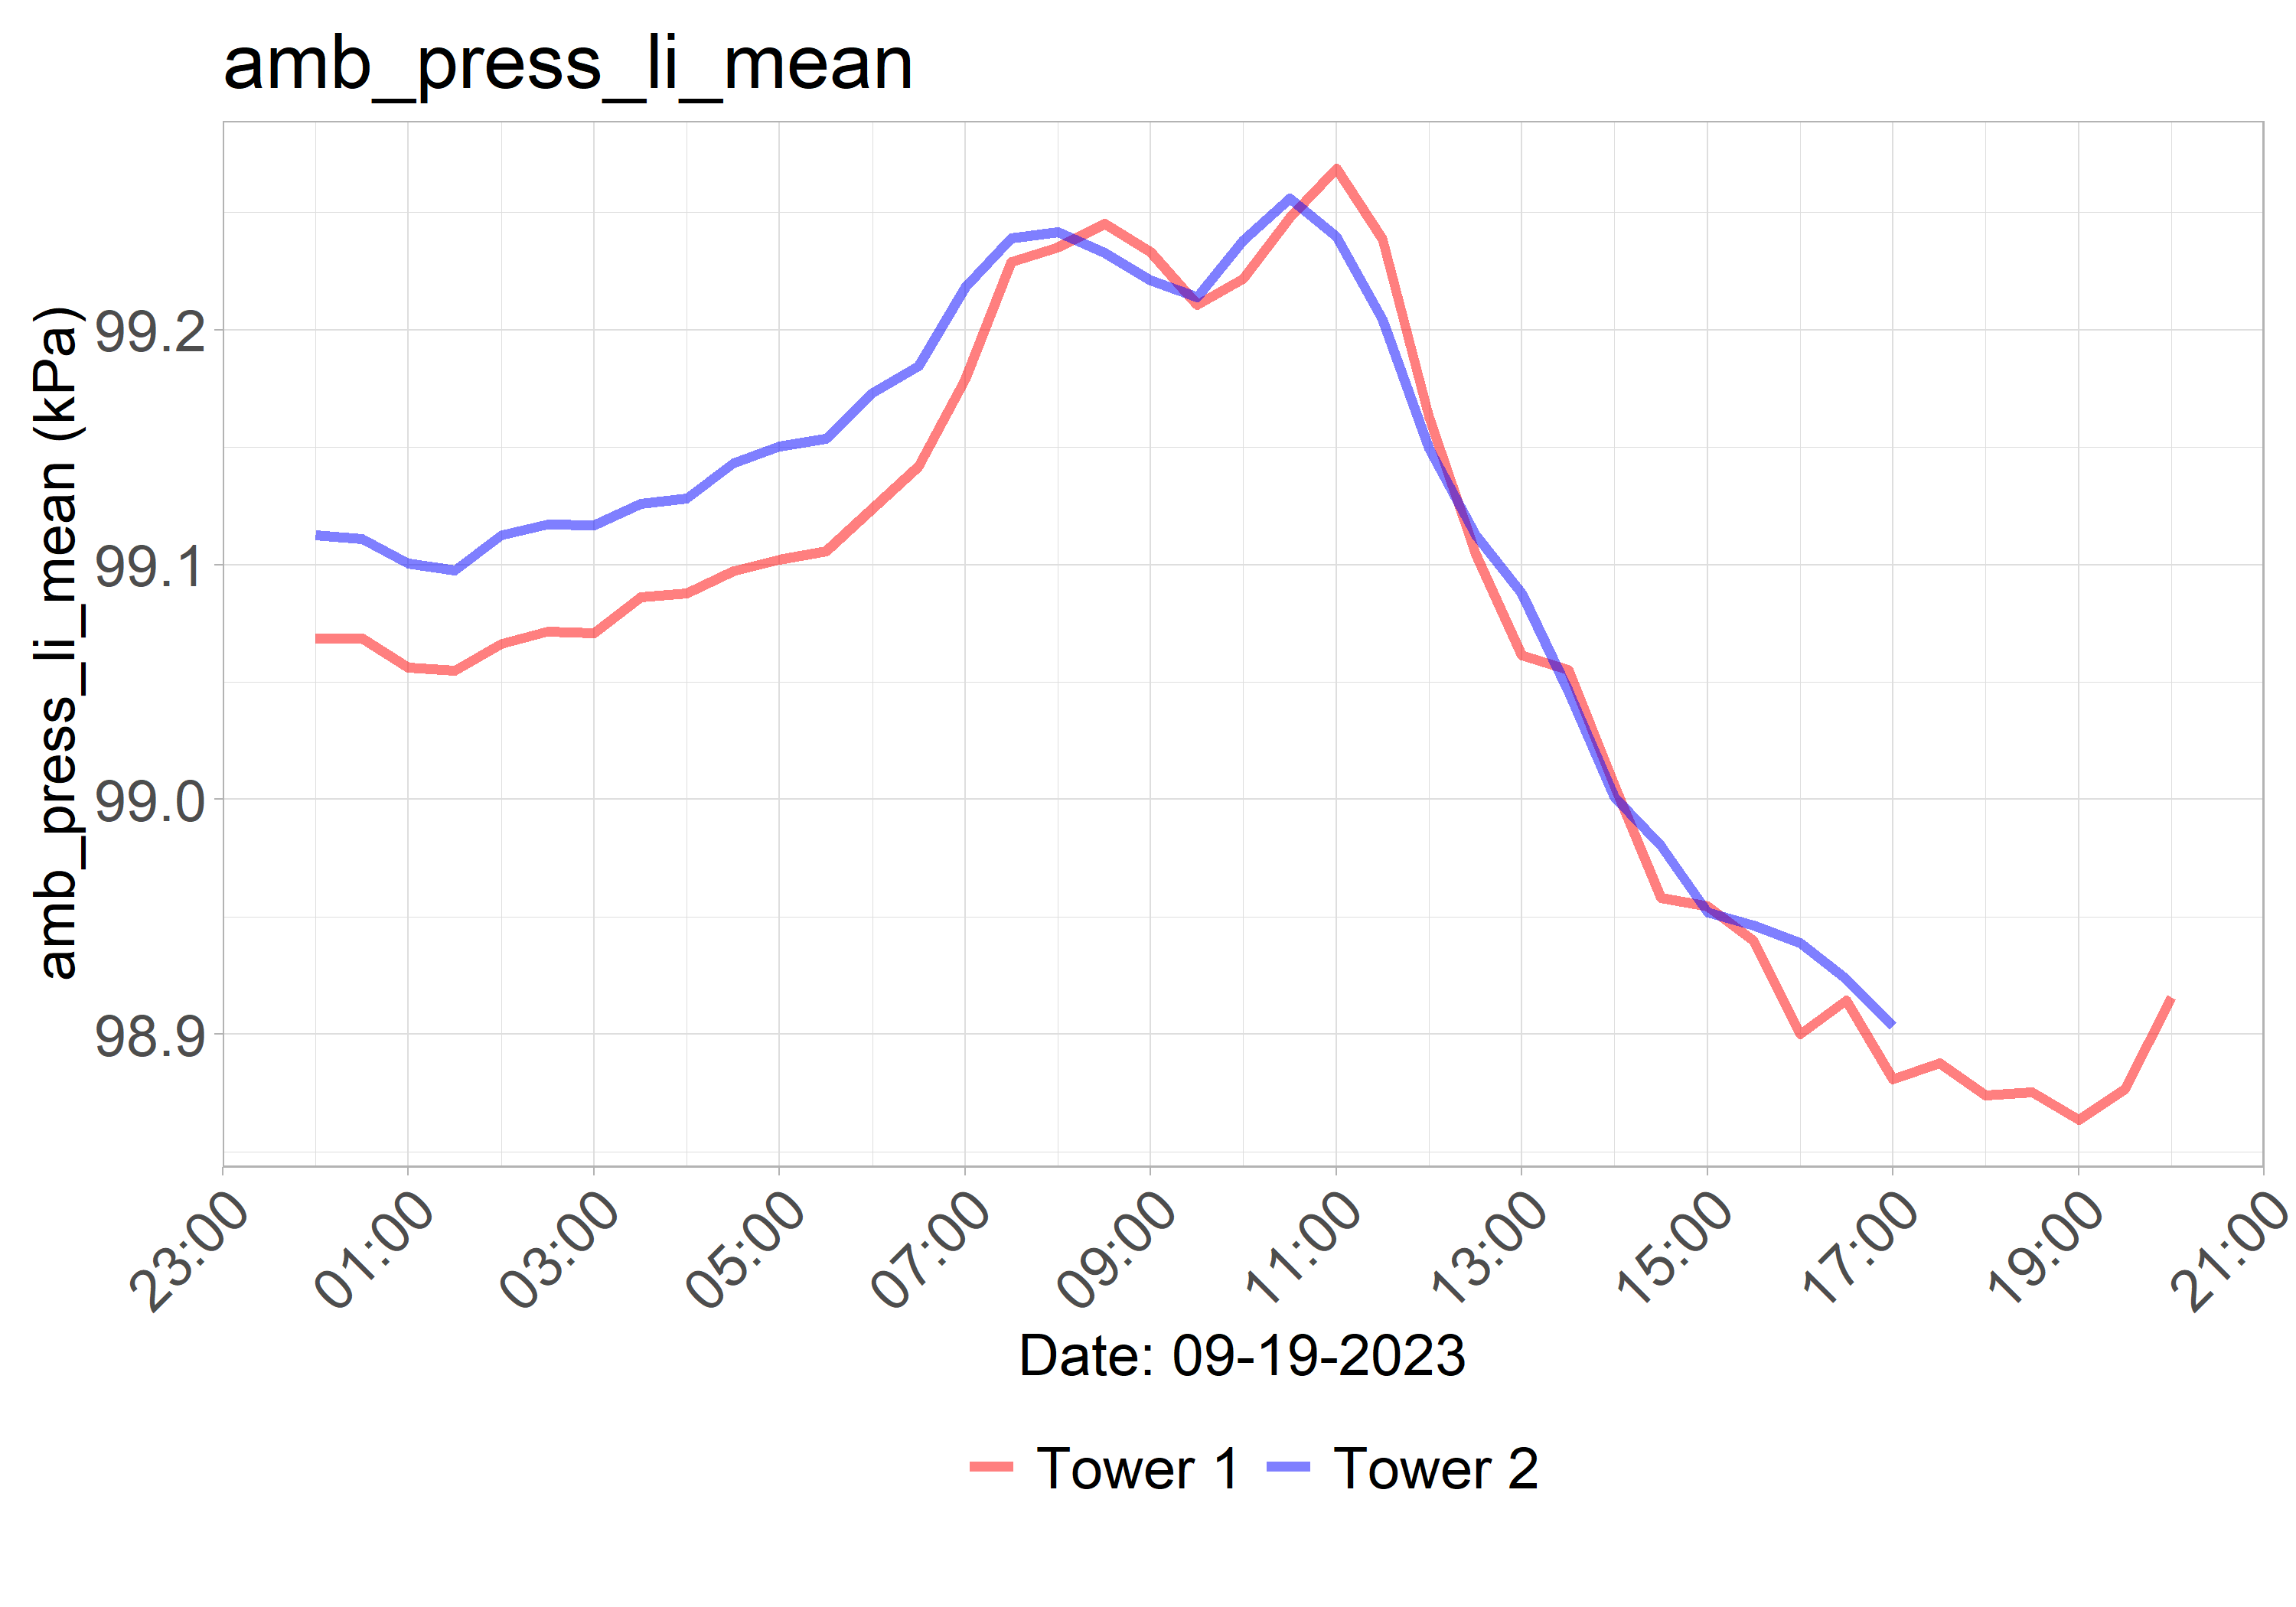 amb_press_li_mean
amb_press_li_mean (kPa)
99.2
99.1
99.0
98.9
23:00 01:00 03:00 05:00 07:00 09:00 11:00 13:00 15:00 17:00 19:00 21:00
Date: 09-19-2023
Tower 1 Tower 2